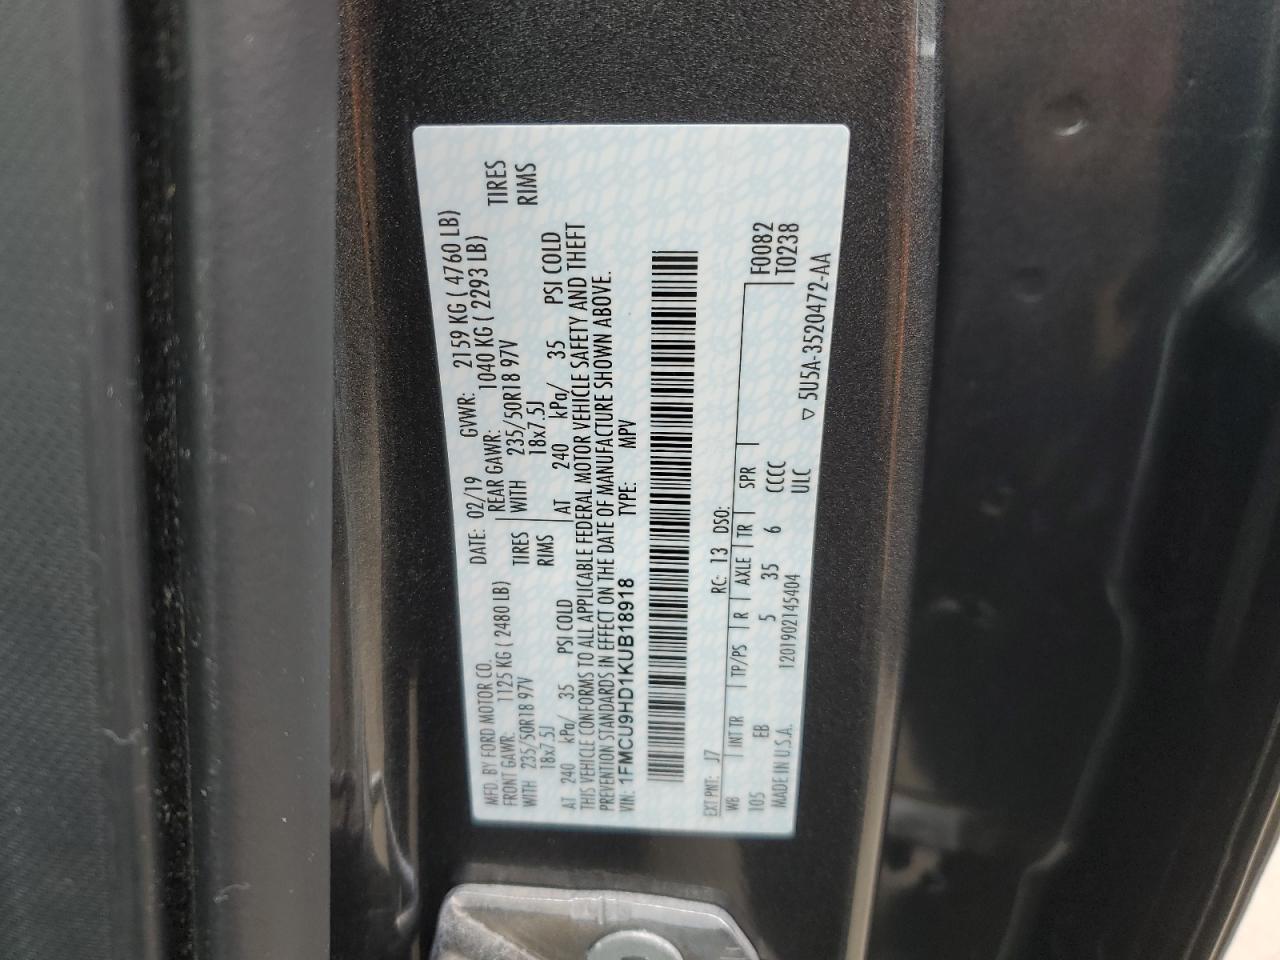 MFD. BY FORD MOTOR CO.
DATE: 02/19 GVWR: 2159 KG ( 4760 LB)
FRONT GAWR: 1125 KG ( 2480 LB) REAR GAWR: 1040 KG ( 2293 LB)
WITH 235/50R18 97V TIRES WITH 235/50R18 97V TIRES
18x7.5J RIMS 18x7.5J RIMS
AT 240 kPa/ 35 PSI COLD AT 240 kPa/ 35 PSI COLD
THIS VEHICLE CONFORMS TO ALL APPLICABLE FEDERAL MOTOR VEHICLE SAFETY AND THEFT
PREVENTION STANDARDS IN EFFECT ON THE DATE OF MANUFACTURE SHOWN ABOVE.
VIN: 1FMCU9HD1KUB18918 TYPE: MPV
EXT PNT: J7 RC: 13 DSO: F0082
WB INT TR TP/PS R AXLE TR SPR T0238
105 EB 5 35 6 CCCC
MADE IN U.S.A. 1201902145404 ULC ▽ 5U5A-3520472-AA